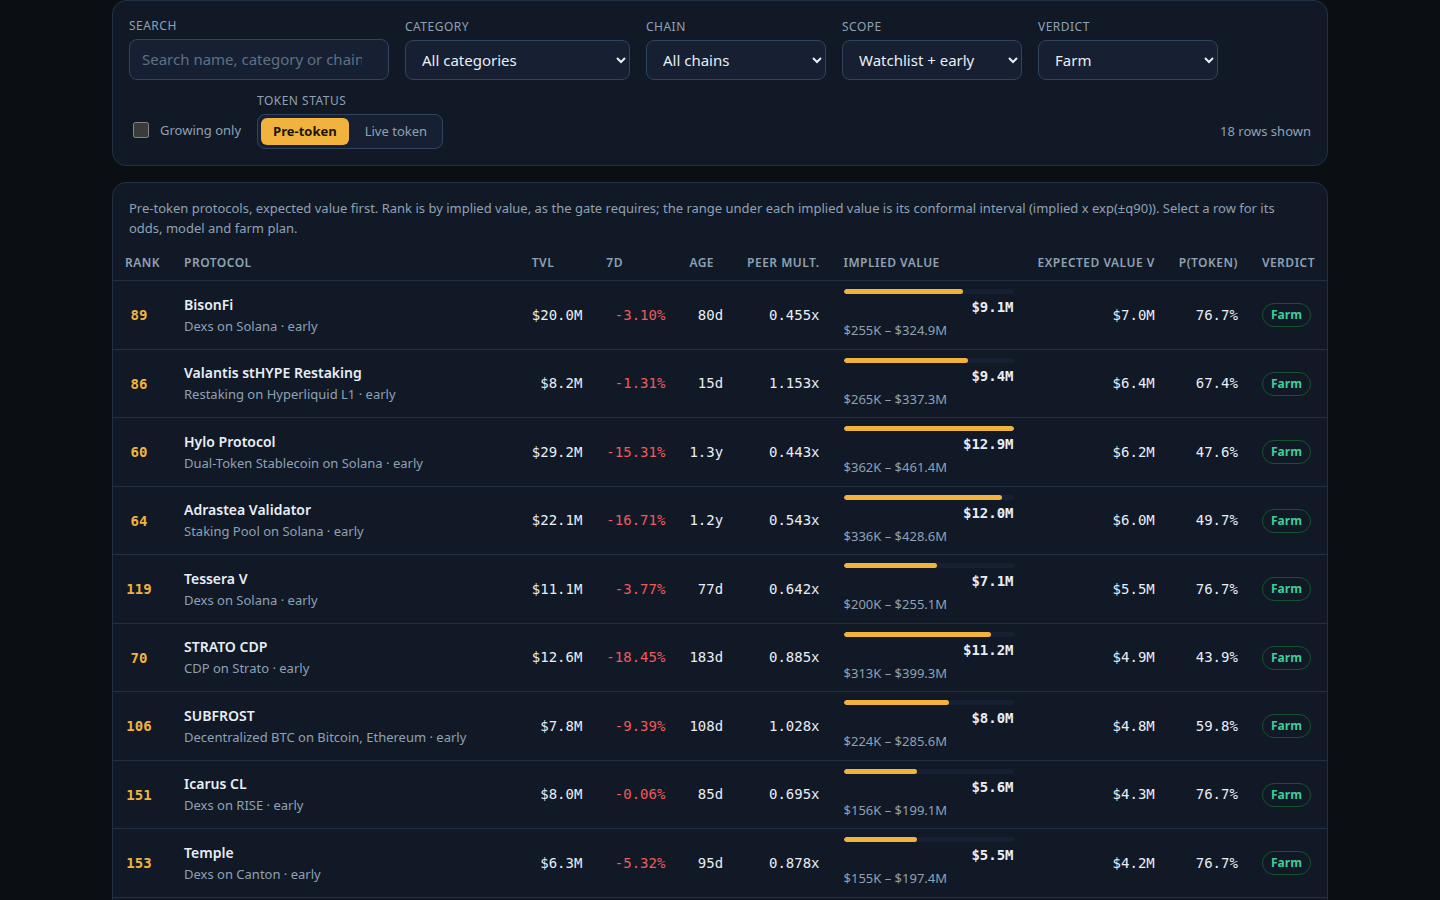 SEARCH CATEGORY CHAIN SCOPE VERDICT
Search name, category or chain All categories All chains Watchlist + early Farm
TOKEN STATUS
Growing only Pre-token Live token 18 rows shown
Pre-token protocols, expected value first. Rank is by implied value, as the gate requires; the range under each implied value is its conformal interval (implied x exp(±q90)). Select a row for its
odds, model and farm plan.
RANK PROTOCOL TVL 7D AGE PEER MULT. IMPLIED VALUE EXPECTED VALUE V P(TOKEN) VERDICT
89 BisonFi $20.0M -3.10% 80d 0.455x $9.1M $7.0M 76.7% Farm
Dexs on Solana · early $255K – $324.9M
86 Valantis stHYPE Restaking $8.2M -1.31% 15d 1.153x $9.4M $6.4M 67.4% Farm
Restaking on Hyperliquid L1 · early $265K – $337.3M
60 Hylo Protocol $29.2M -15.31% 1.3y 0.443x $12.9M $6.2M 47.6% Farm
Dual-Token Stablecoin on Solana · early $362K – $461.4M
64 Adrastea Validator $22.1M -16.71% 1.2y 0.543x $12.0M $6.0M 49.7% Farm
Staking Pool on Solana · early $336K – $428.6M
119 Tessera V $11.1M -3.77% 77d 0.642x $7.1M $5.5M 76.7% Farm
Dexs on Solana · early $200K – $255.1M
70 STRATO CDP $12.6M -18.45% 183d 0.885x $11.2M $4.9M 43.9% Farm
CDP on Strato · early $313K – $399.3M
106 SUBFROST $7.8M -9.39% 108d 1.028x $8.0M $4.8M 59.8% Farm
Decentralized BTC on Bitcoin, Ethereum · early $224K – $285.6M
151 Icarus CL $8.0M -0.06% 85d 0.695x $5.6M $4.3M 76.7% Farm
Dexs on RISE · early $156K – $199.1M
153 Temple $6.3M -5.32% 95d 0.878x $5.5M $4.2M 76.7% Farm
Dexs on Canton · early $155K – $197.4M